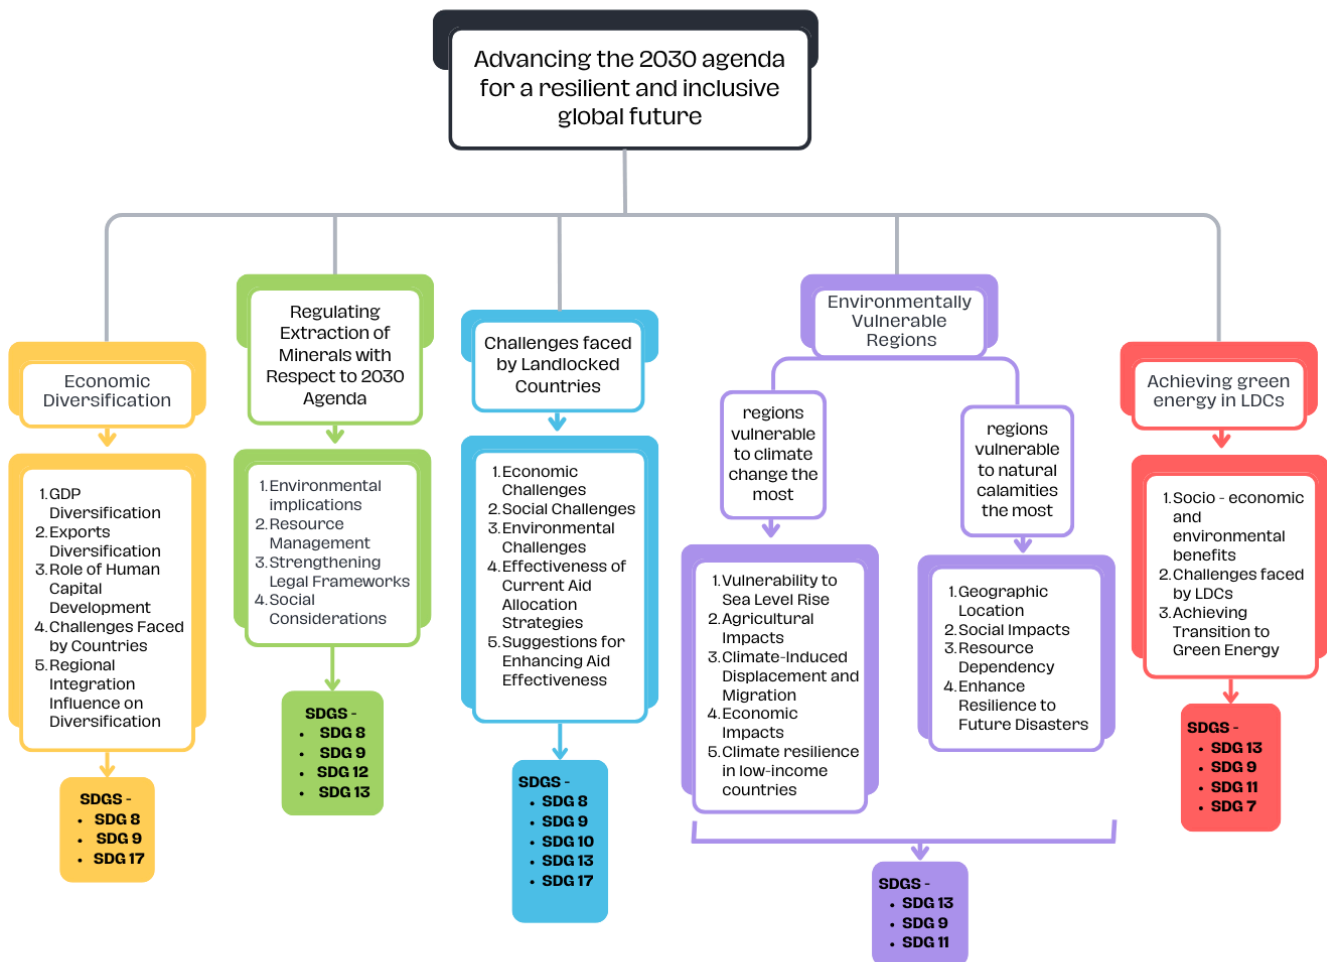 Advancing the 2030 agenda
for a resilient and inclusive
global future
Economic
Diversification
1. GDP
Diversification
2. Exports
Diversification
3. Role of Human
Capital
Development
4. Challenges Faced
by Countries
5. Regional
Integration
Influence on
Diversification
SDGS -
• SDG 8
• SDG 9
• SDG 17
Regulating
Extraction of
Minerals with
Respect to 2030
Agenda
1. Environmental
implications
2. Resource
Management
3. Strengthening
Legal Frameworks
4. Social
Considerations
SDGS -
• SDG 8
• SDG 9
• SDG 12
• SDG 13
Challenges faced
by Landlocked
Countries
1. Economic
Challenges
2. Social Challenges
3. Environmental
Challenges
4. Effectiveness of
Current Aid
Allocation
Strategies
5. Suggestions for
Enhancing Aid
Effectiveness
SDGS -
• SDG 8
• SDG 9
• SDG 10
• SDG 13
• SDG 17
Environmentally
Vulnerable
Regions
regions
vulnerable
to climate
change the
most
1. Vulnerability to
Sea Level Rise
2. Agricultural
Impacts
3. Climate-Induced
Displacement and
Migration
4. Economic
Impacts
5. Climate resilience
in low-income
countries
regions
vulnerable
to natural
calamities
the most
1. Geographic
Location
2. Social Impacts
3. Resource
Dependency
4. Enhance
Resilience to
Future Disasters
SDGS -
• SDG 13
• SDG 9
• SDG 11
Achieving green
energy in LDCs
1. Socio - economic
and
environmental
benefits
2. Challenges faced
by LDCs
3. Achieving
Transition to
Green Energy
SDGS -
• SDG 13
• SDG 9
• SDG 11
• SDG 7